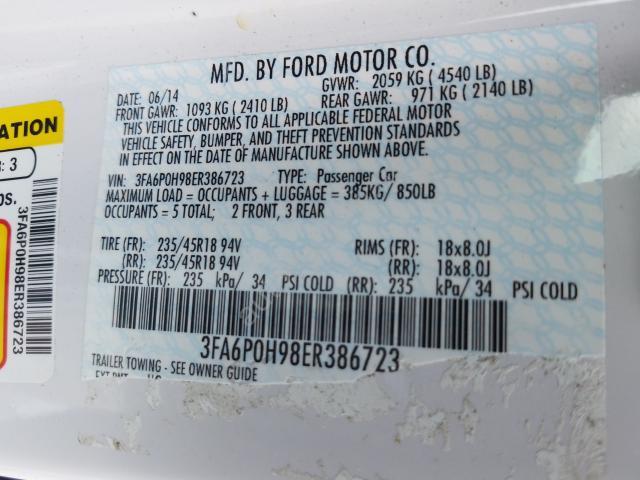 MFD. BY FORD MOTOR CO.
DATE: 06/14 GVWR: 2059 KG ( 4540 LB)
FRONT GAWR: 1093 KG ( 2410 LB) REAR GAWR: 971 KG ( 2140 LB)
THIS VEHICLE CONFORMS TO ALL APPLICABLE FEDERAL MOTOR
VEHICLE SAFETY, BUMPER, AND THEFT PREVENTION STANDARDS
IN EFFECT ON THE DATE OF MANUFACTURE SHOWN ABOVE.
VIN: 3FA6P0H98ER386723 TYPE: Passenger Car
MAXIMUM LOAD = OCCUPANTS + LUGGAGE = 385KG/ 850LB
OCCUPANTS = 5 TOTAL; 2 FRONT, 3 REAR
TIRE (FR): 235/45R18 94V RIMS (FR): 18x8.0J
(RR): 235/45R18 94V (RR): 18x8.0J
PRESSURE (FR): 235 kPa/ 34 PSI COLD (RR): 235 kPa/ 34 PSI COLD
3FA6P0H98ER386723
TRAILER TOWING - SEE OWNER GUIDE
: 3
3FA6P0H98ER386723